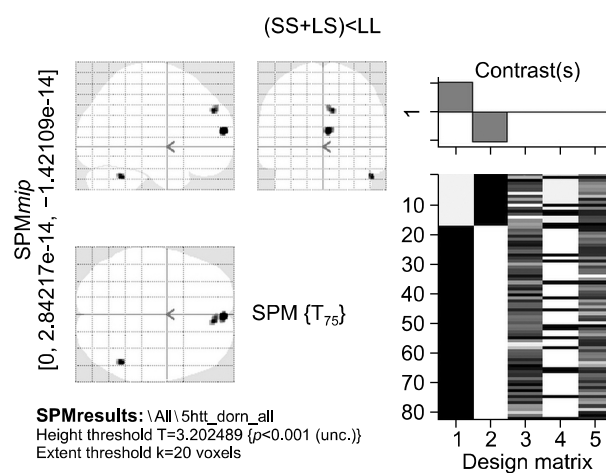 (SS+LS)<LL
SPMmip
[0, 2.84217e-14, −1.42109e-14]
<
<
<
SPM {T75}
Contrast(s)
1
10
20
30
40
50
60
70
80
1 2 3 4 5
Design matrix
SPMresults: \All\5htt_dorn_all
Height threshold T=3.202489 {p<0.001 (unc.)}
Extent threshold k=20 voxels